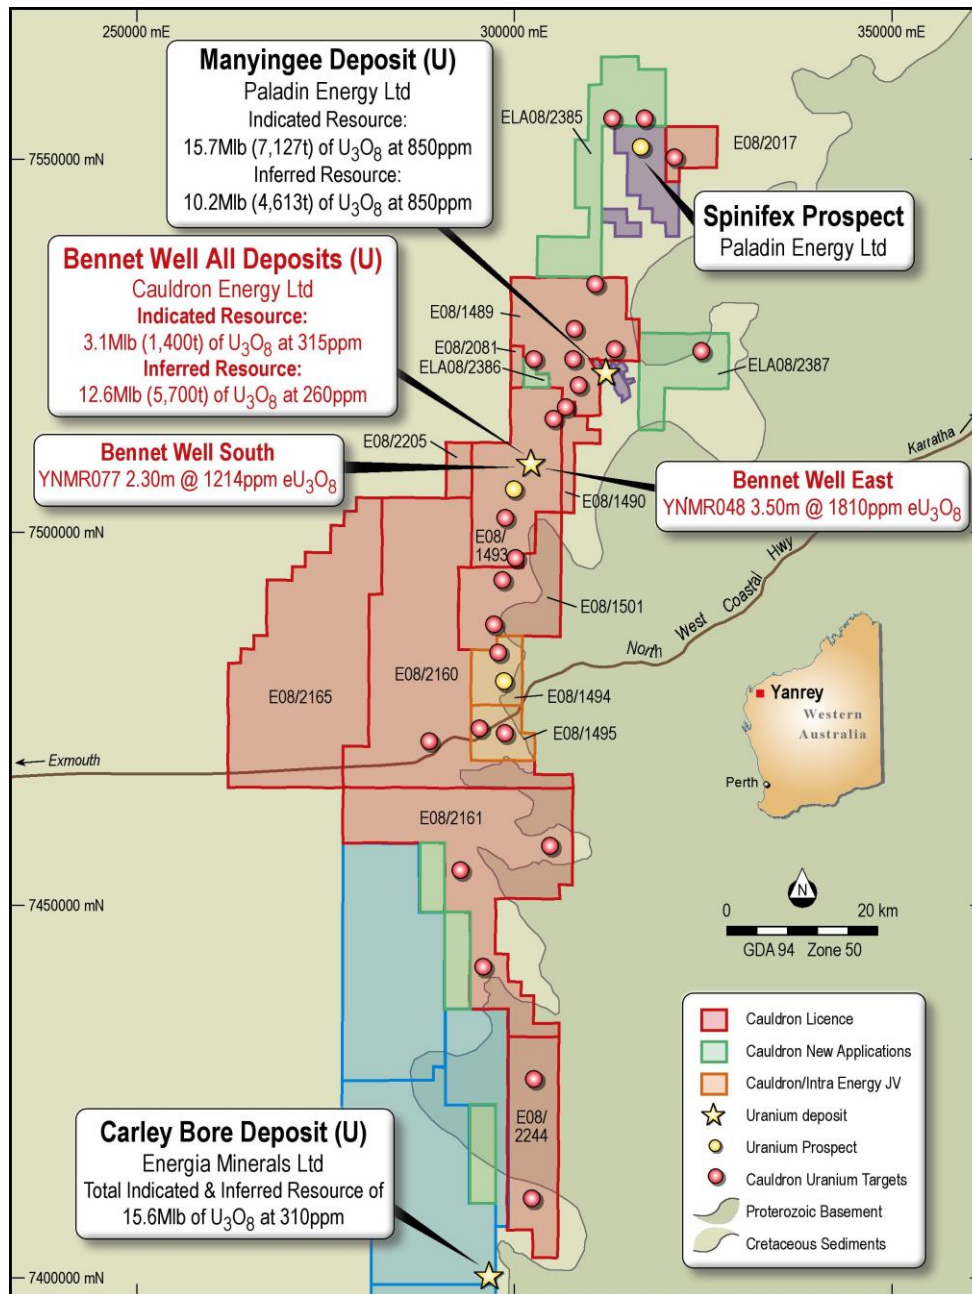 250000 mE
300000 mE
350000 mE
Manyingee Deposit (U)
Paladin Energy Ltd
Indicated Resource:
15.7Mlb (7,127t) of U₃O₈ at 850ppm
Inferred Resource:
10.2Mlb (4,613t) of U₃O₈ at 850ppm
ELA08/2385
E08/2017
7550000 mN
Spinifex Prospect
Paladin Energy Ltd
Bennet Well All Deposits (U)
Cauldron Energy Ltd
Indicated Resource:
3.1Mlb (1,400t) of U₃O₈ at 315ppm
Inferred Resource:
12.6Mlb (5,700t) of U₃O₈ at 260ppm
E08/1489
E08/2081
ELA08/2386
ELA08/2387
E08/2205
Karratha
Bennet Well South
YNMR077 2.30m @ 1214ppm eU₃O₈
Bennet Well East
YNMR048 3.50m @ 1810ppm eU₃O₈
E08/1490
7500000 mN
E08/
1493
E08/1501
North West Coastal Hwy
E08/2165
E08/2160
E08/1494
E08/1495
Yanrey
Western
Australia
Perth
Exmouth
E08/2161
7450000 mN
N
0 20 km
GDA 94 Zone 50
Cauldron Licence
Cauldron New Applications
Cauldron/Intra Energy JV
Uranium deposit
Uranium Prospect
Cauldron Uranium Targets
Proterozoic Basement
Cretaceous Sediments
E08/
2244
Carley Bore Deposit (U)
Energia Minerals Ltd
Total Indicated & Inferred Resource of
15.6Mlb of U₃O₈ at 310ppm
7400000 mN